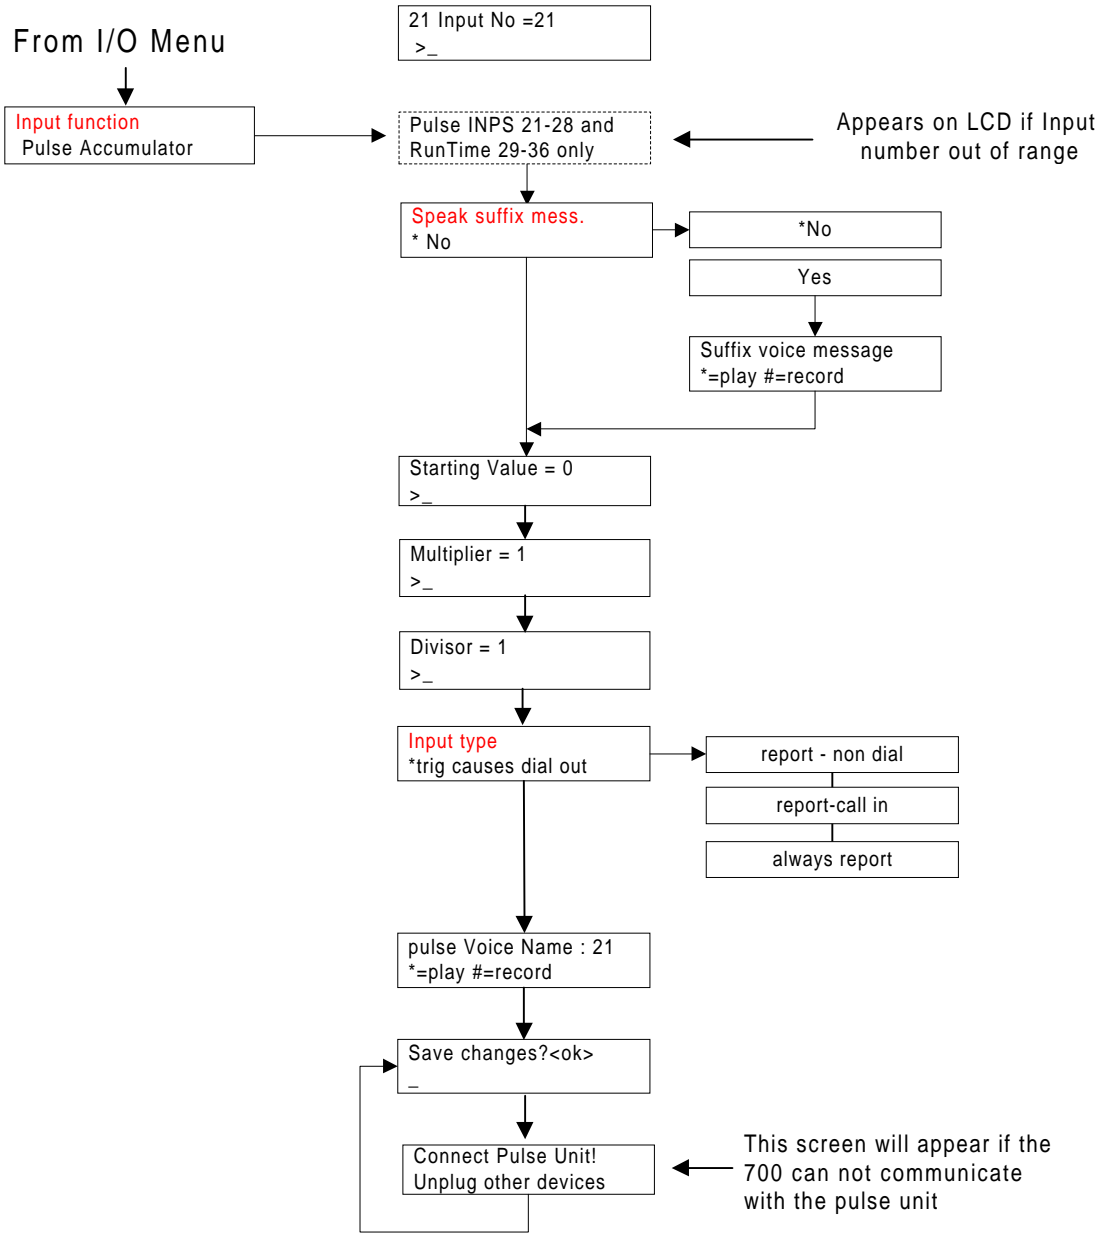 21 Input No =21
>_
From I/O Menu
Input function
Pulse Accumulator
Pulse INPS 21-28 and
RunTime 29-36 only
Appears on LCD if Input
number out of range
Speak suffix mess.
* No
*No
Yes
Suffix voice message
*=play #=record
Starting Value = 0
>_
Multiplier = 1
>_
Divisor = 1
>_
Input type
*trig causes dial out
report - non dial
report-call in
always report
pulse Voice Name : 21
*=play #=record
Save changes?<ok>
_
Connect Pulse Unit!
Unplug other devices
This screen will appear if the
700 can not communicate
with the pulse unit